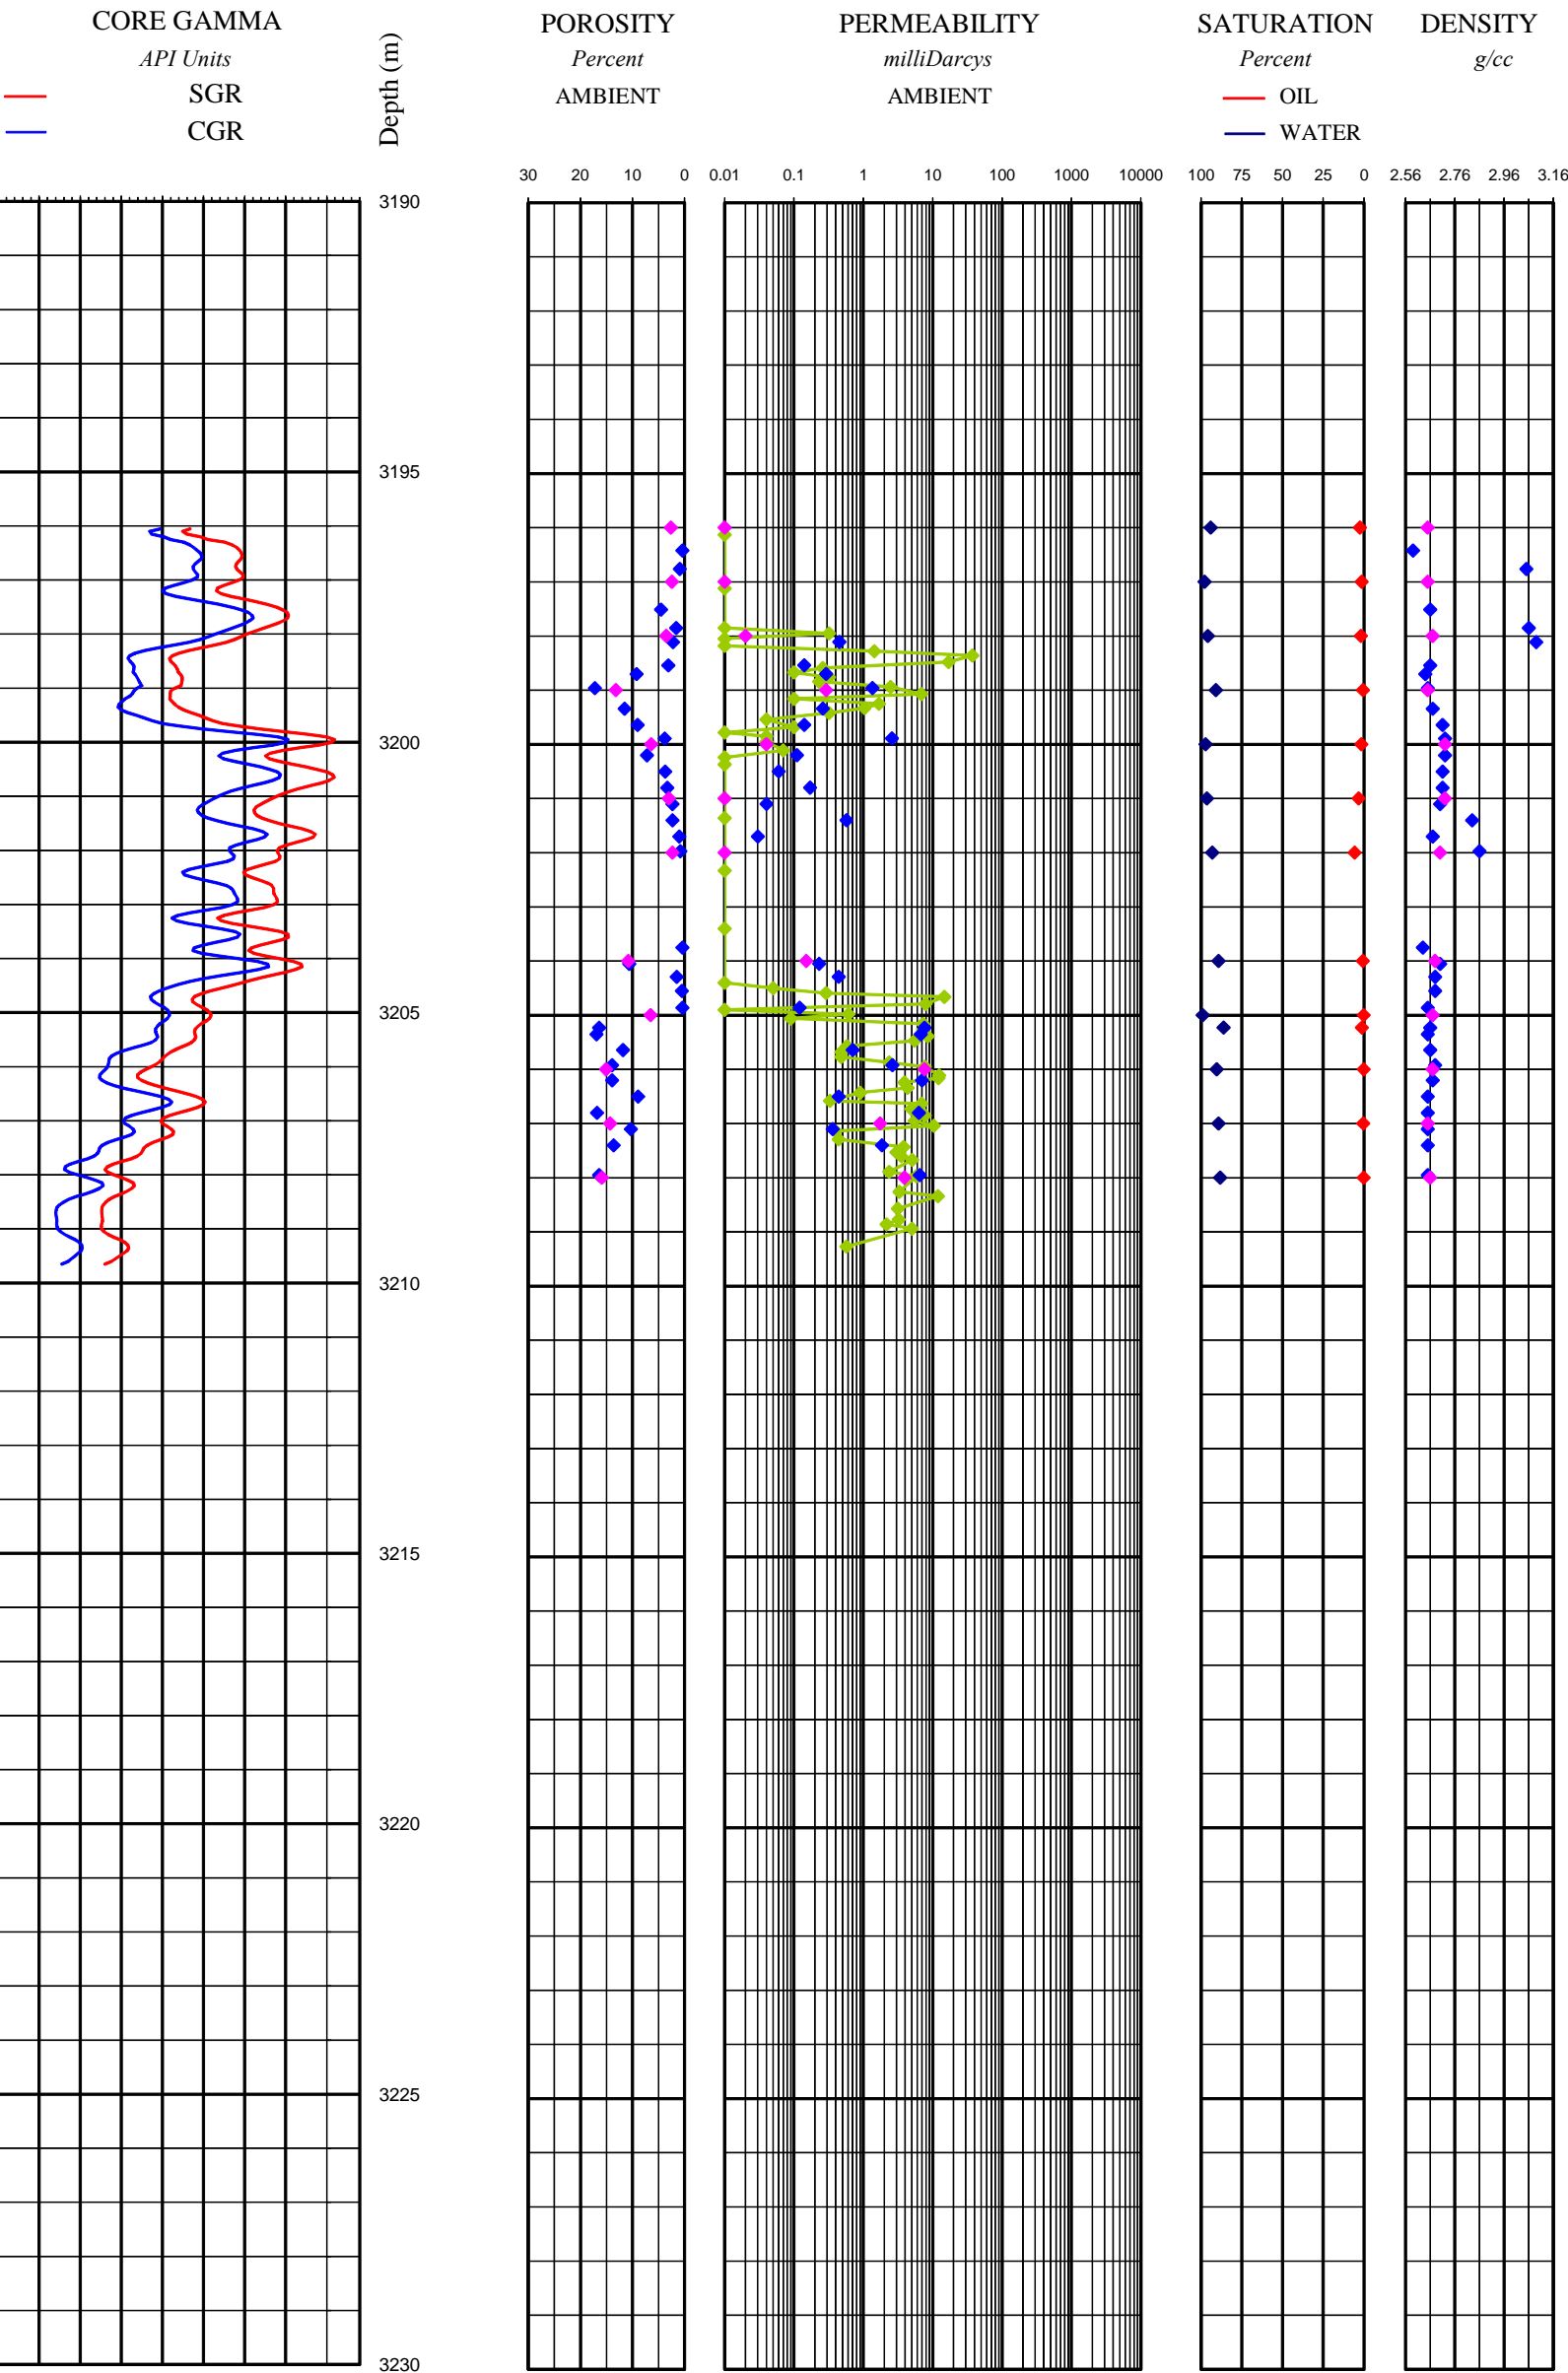 CORE GAMMA
API Units
SGR
CGR
Depth (m)
POROSITY
Percent
AMBIENT
PERMEABILITY
milliDarcys
AMBIENT
SATURATION
Percent
OIL
WATER
DENSITY
g/cc
30 20 10 0
0.01 0.1 1 10 100 1000 10000
100 75 50 25 0
2.56 2.76 2.96 3.16
3190
3195
3200
3205
3210
3215
3220
3225
3230